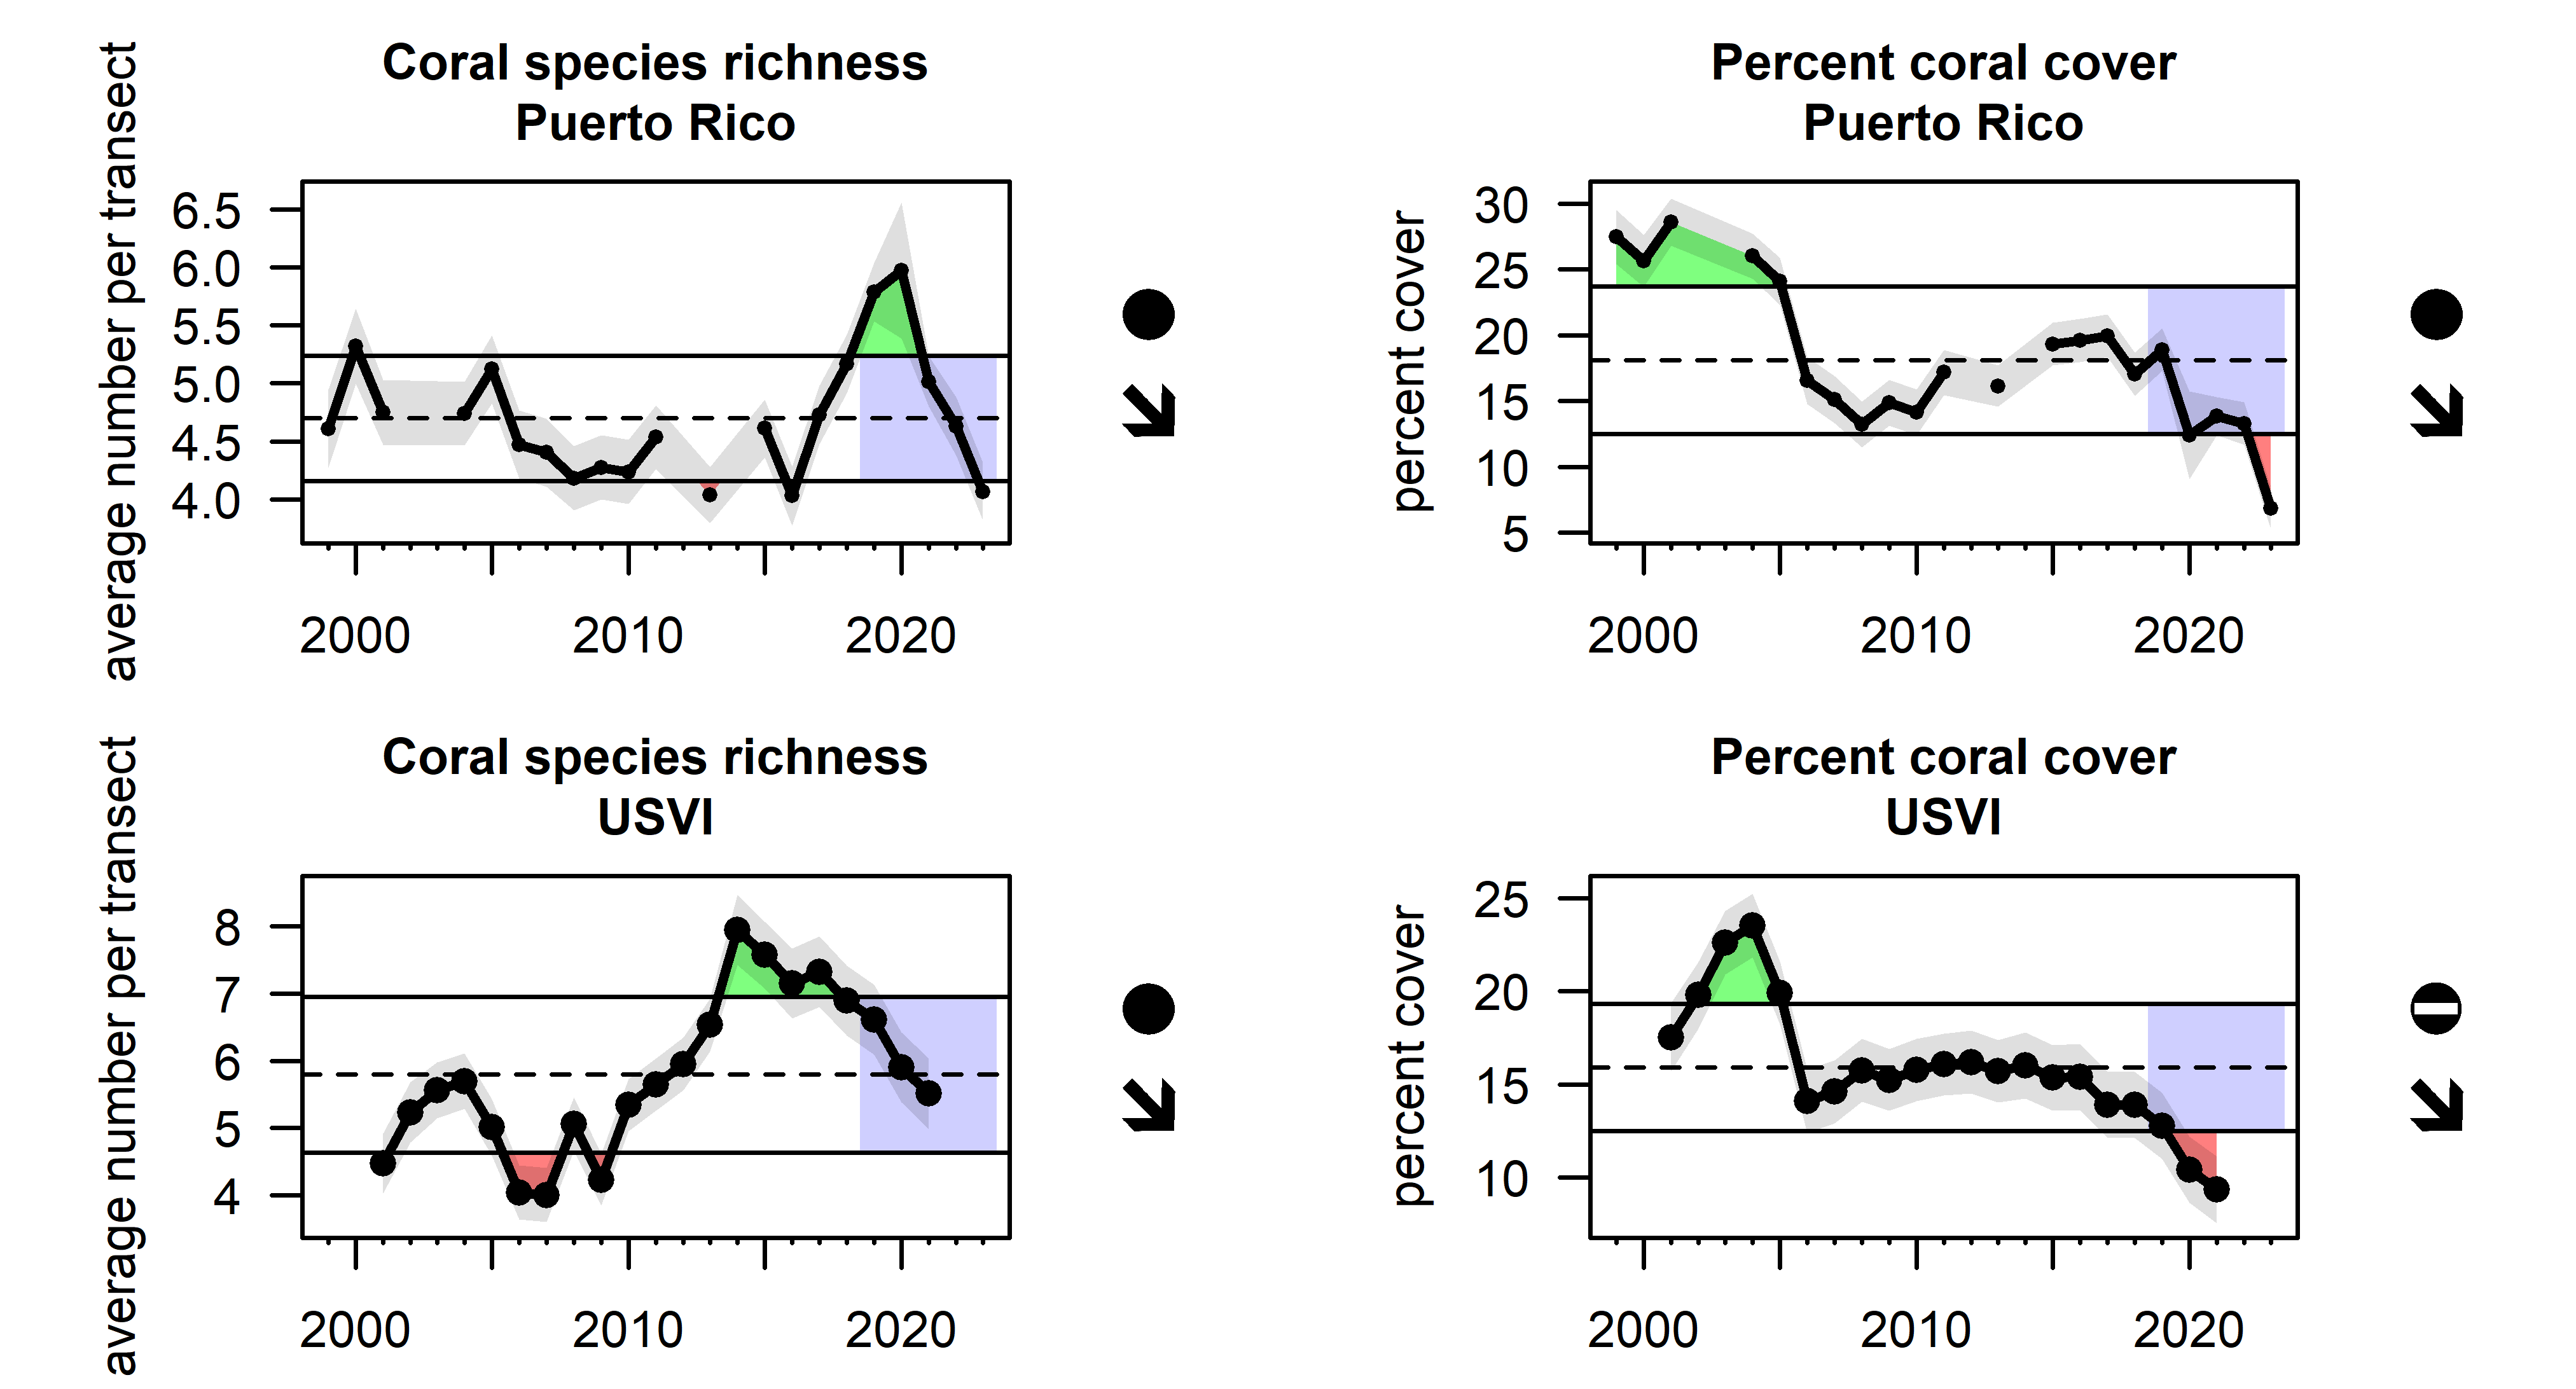 Coral species richness
Puerto Rico
average number per transect
6.5
6.0
5.5
5.0
4.5
4.0
2000 2010 2020
Percent coral cover
Puerto Rico
percent cover
30
25
20
15
10
5
2000 2010 2020
Coral species richness
USVI
average number per transect
8
7
6
5
4
2000 2010 2020
Percent coral cover
USVI
percent cover
25
20
15
10
2000 2010 2020